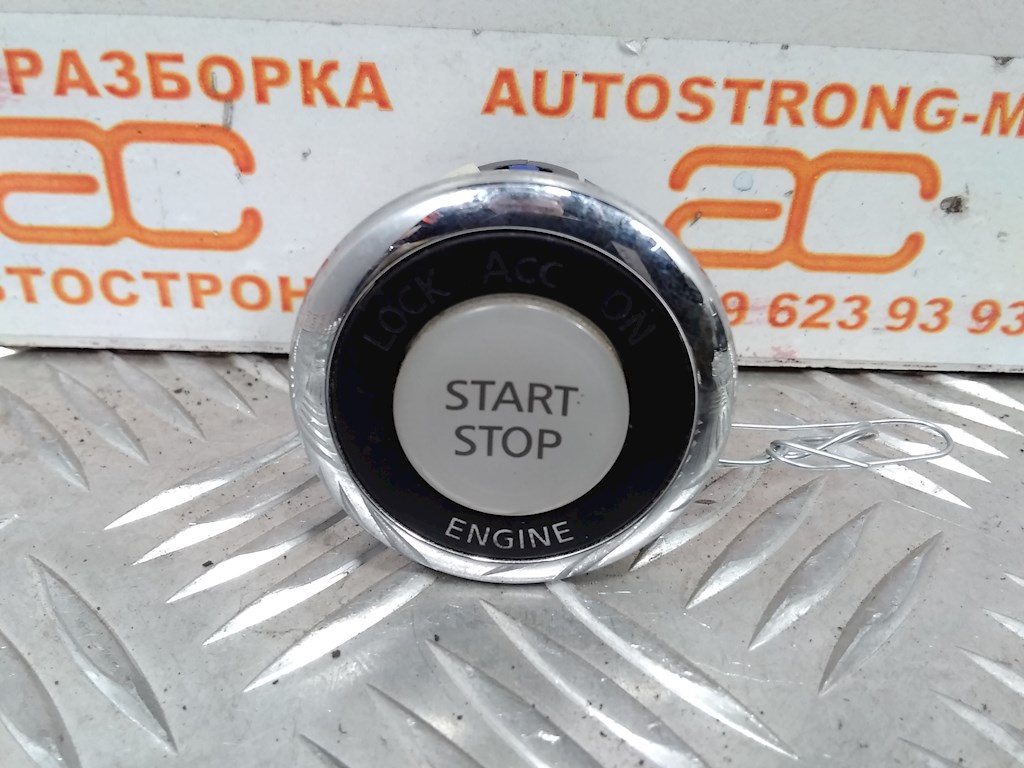 РАЗБОРКА
AUTOSTRONG-M
ac
ac
ТОСТРОН
9 623 93 93
LOCK ACC ON
START
STOP
ENGINE